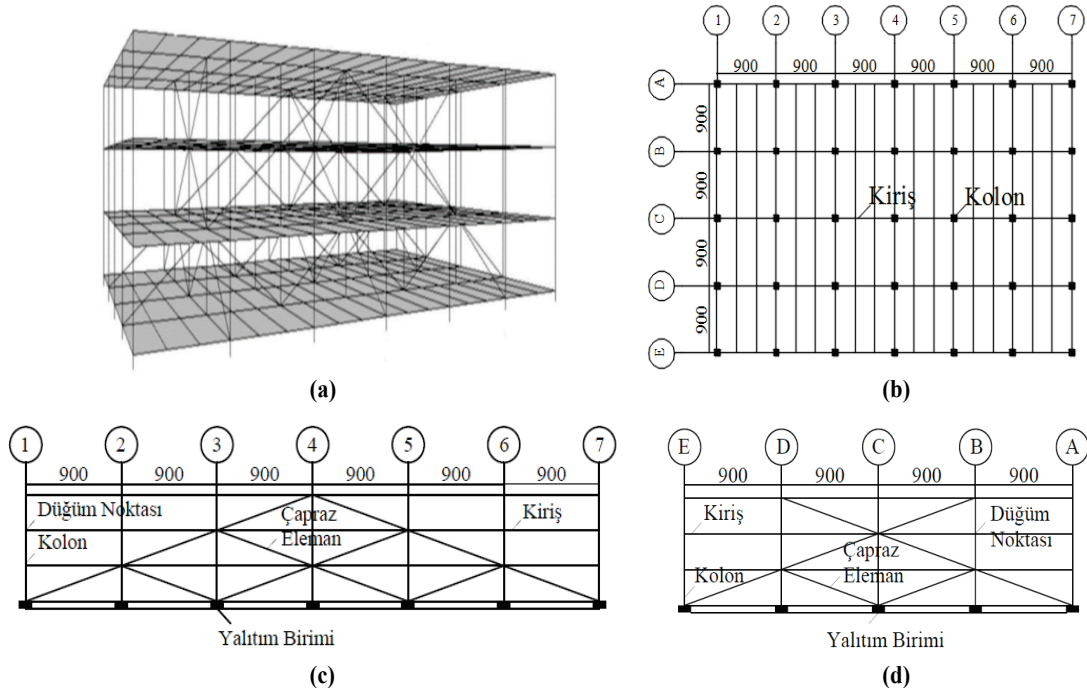 1 2 3 4 5 6 7
900 900 900 900 900 900
A
900
B
900
C
Kiriş Kolon
900
D
900
E
(a)
(b)
1 2 3 4 5 6 7
900 900 900 900 900 900
Düğüm Noktası
Çapraz
Eleman
Kiriş
Kolon
Yalıtım Birimi
(c)
E D C B A
900 900 900 900
Kiriş
Düğüm
Noktası
Çapraz
Eleman
Kolon
Yalıtım Birimi
(d)